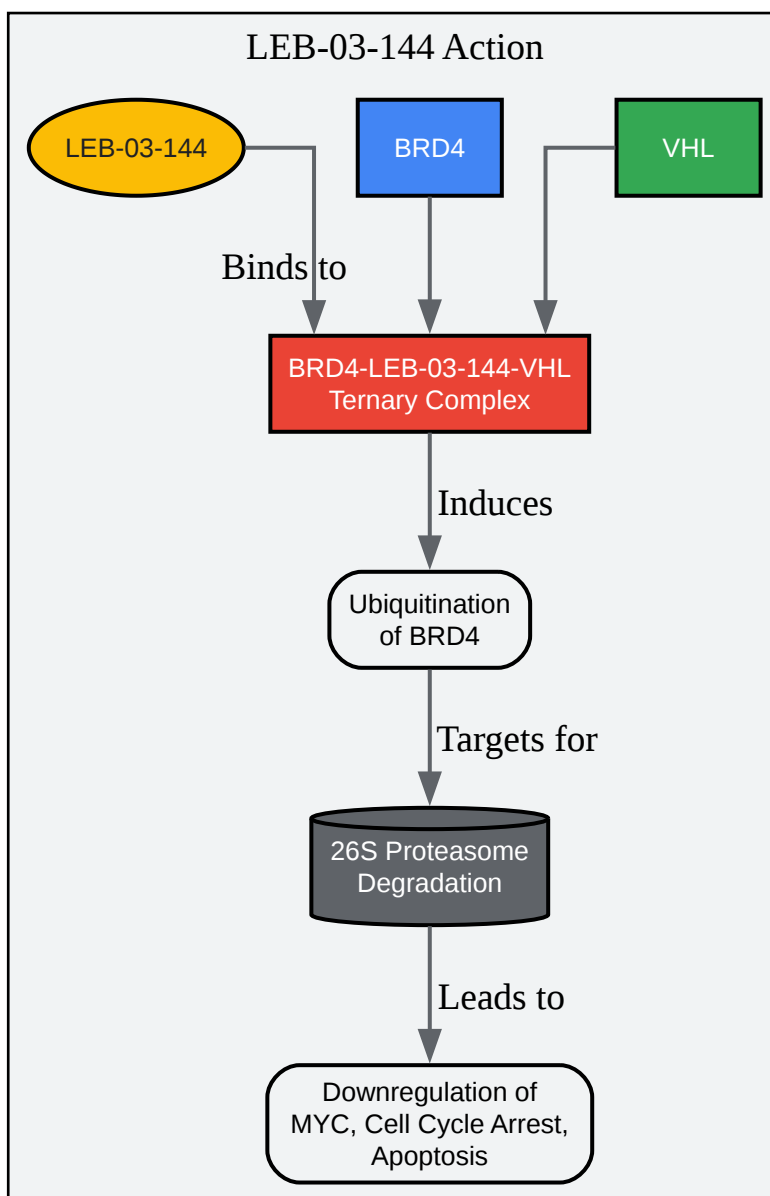 LEB-03-144 Action
LEB-03-144
BRD4
VHL
Binds to
BRD4-LEB-03-144-VHL
Ternary Complex
Induces
Ubiquitination
of BRD4
Targets for
26S Proteasome
Degradation
Leads to
Downregulation of
MYC, Cell Cycle Arrest,
Apoptosis